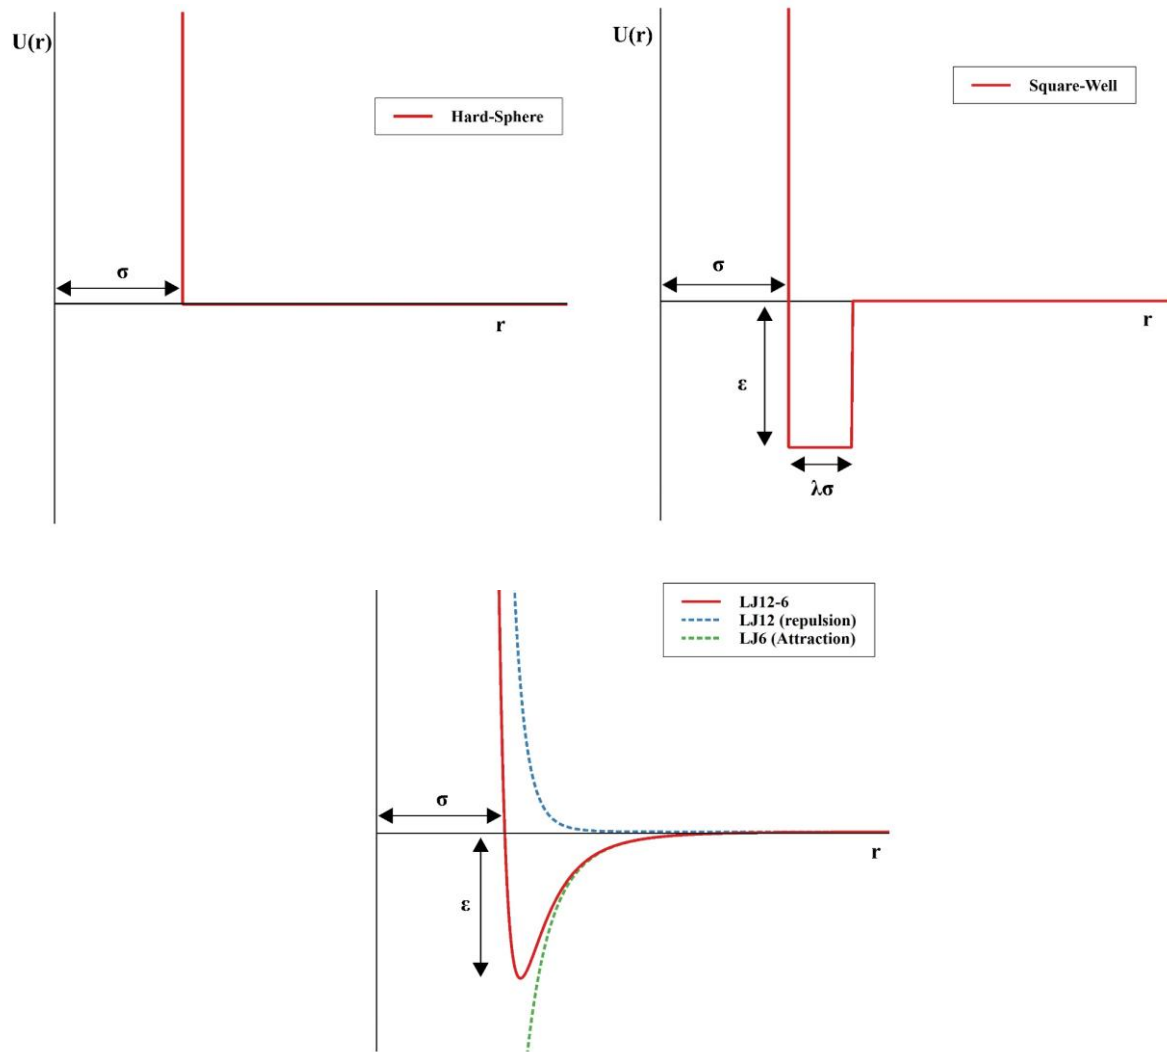 U(r)
Hard-Sphere
σ
r
U(r)
Square-Well
σ
r
ε
λσ
LJ12-6
LJ12 (repulsion)
LJ6 (Attraction)
σ
r
ε